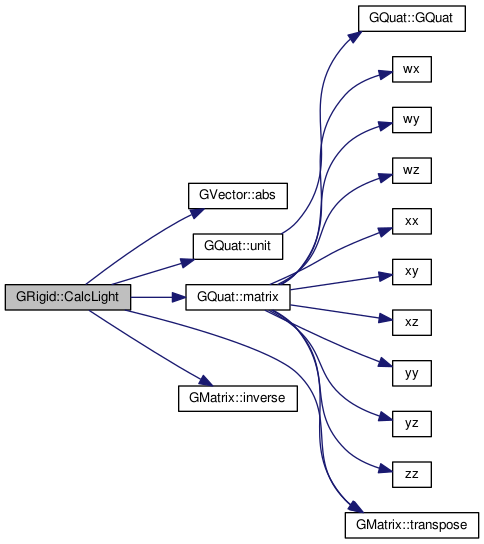 GQuat::GQuat
wx
wy
wz
GVector::abs
xx
GQuat::unit
xy
GRigid::CalcLight
GQuat::matrix
xz
yy
GMatrix::inverse
yz
zz
GMatrix::transpose